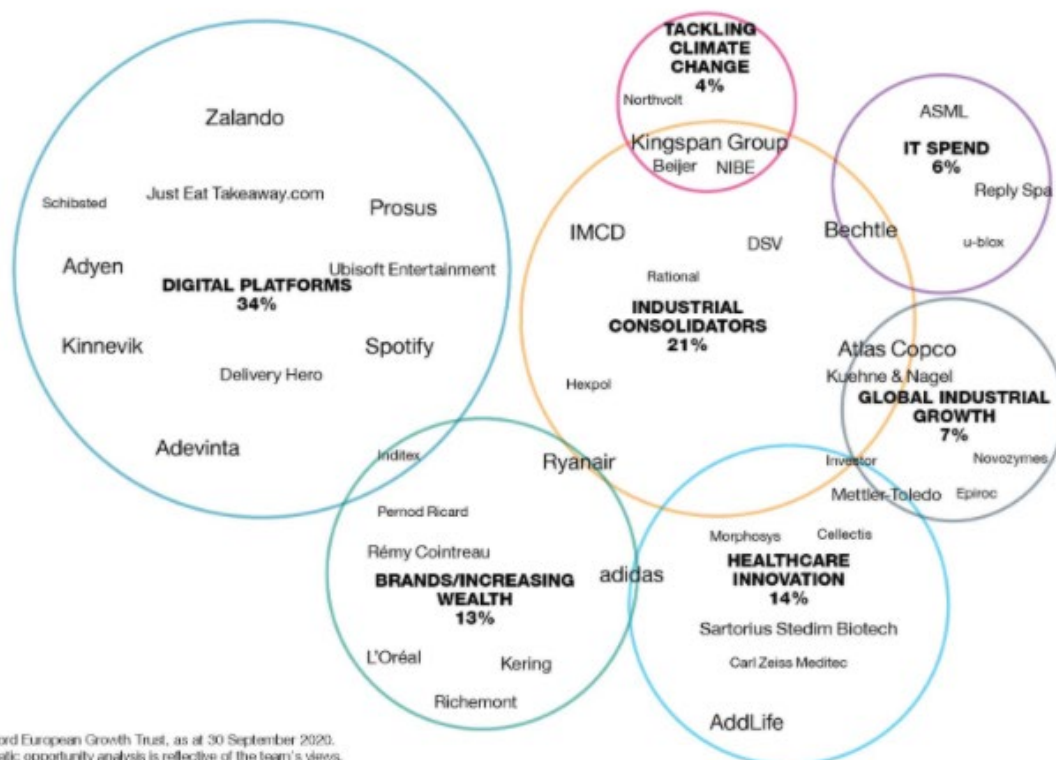 TACKLING
CLIMATE
CHANGE
4%
Northvolt
Kingspan Group
Beijer NIBE
ASML
IT SPEND
6%
Reply Spa
u-blox
Bechtle
Zalando
Just Eat Takeaway.com
Schibsted
Prosus
Adyen
Ubisoft Entertainment
DIGITAL PLATFORMS
34%
Kinnevik
Spotify
Delivery Hero
Adevinta
IMCD
DSV
Rational
INDUSTRIAL
CONSOLIDATORS
21%
Hexpol
Atlas Copco
Kuehne & Nagel
GLOBAL INDUSTRIAL
GROWTH
7%
Novozymes
Epiroc
Investor
Mettler-Toledo
Inditex
Ryanair
Pernod Ricard
Rémy Cointreau
BRANDS/INCREASING
WEALTH
13%
adidas
L'Oréal
Kering
Richemont
Morphosys
Cellectis
HEALTHCARE
INNOVATION
14%
Sartorius Stedim Biotech
Carl Zeiss Meditec
AddLife
European Growth Trust, as at 30 September 2020.
opportunity analysis is reflective of the team's views.